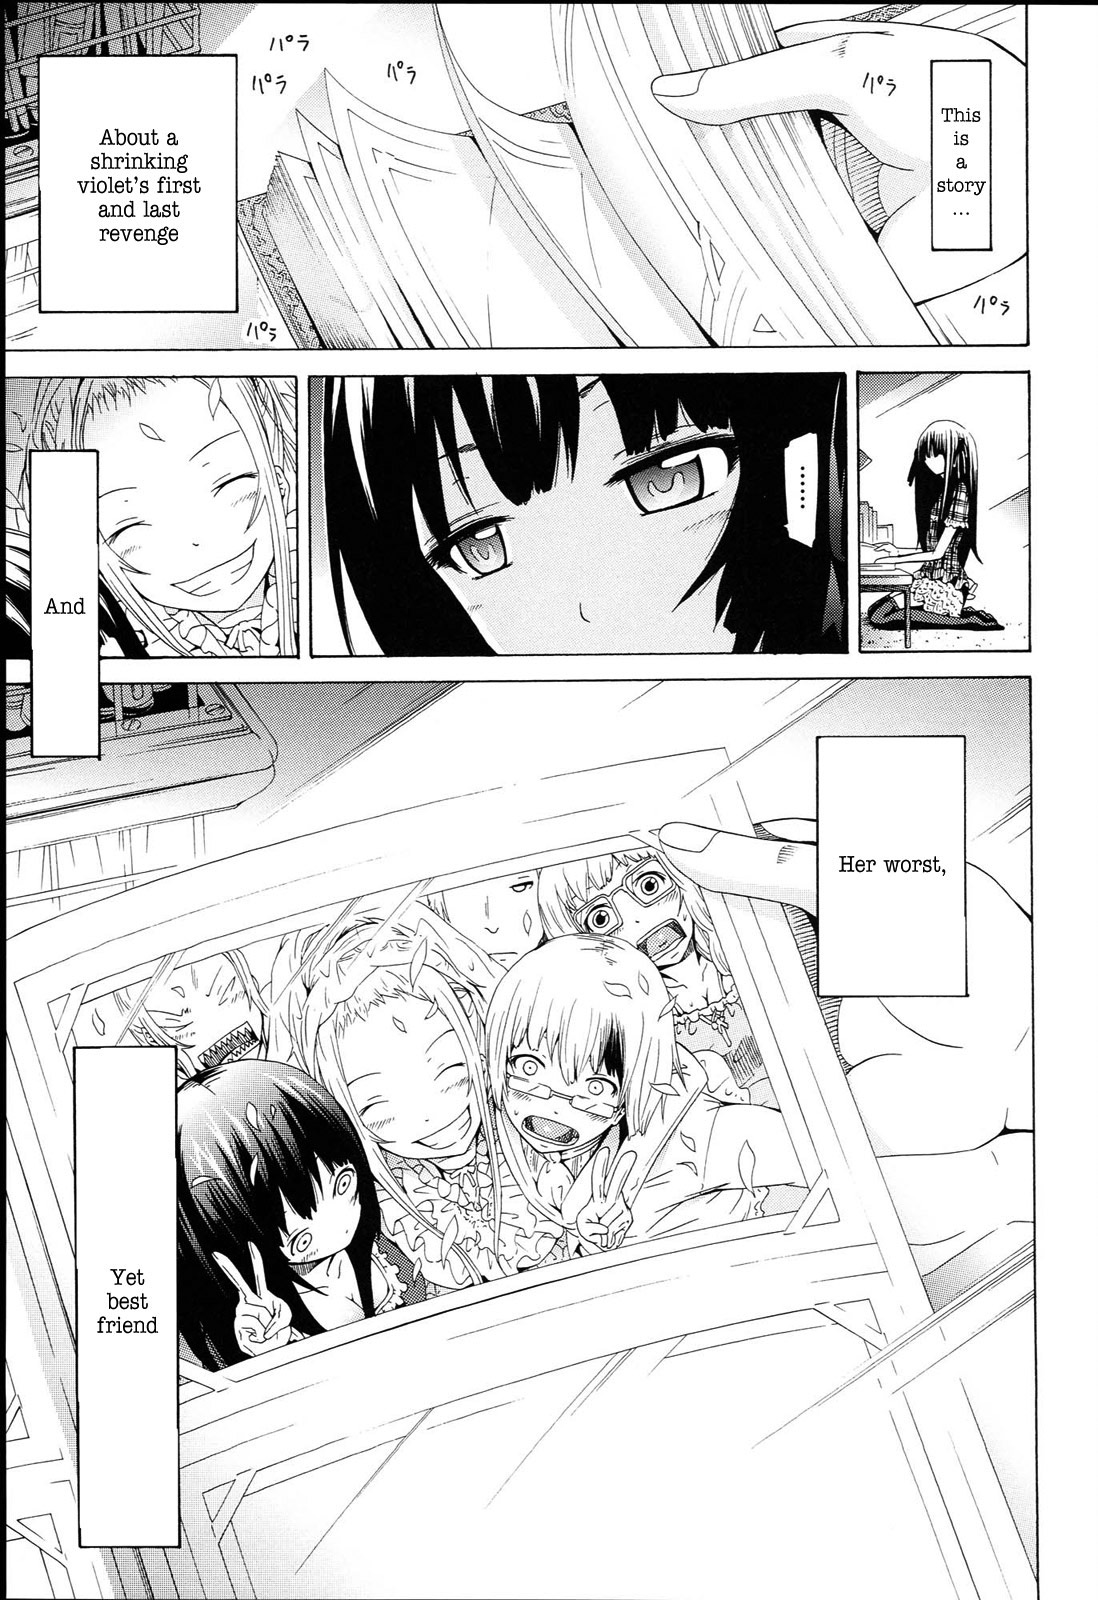 This
is
a
story
...
パラ
パラ
パラ
パラ
パラ
パラ
About a
shrinking
violet's first
and last
revenge
........
And
Her worst,
Yet
best
friend